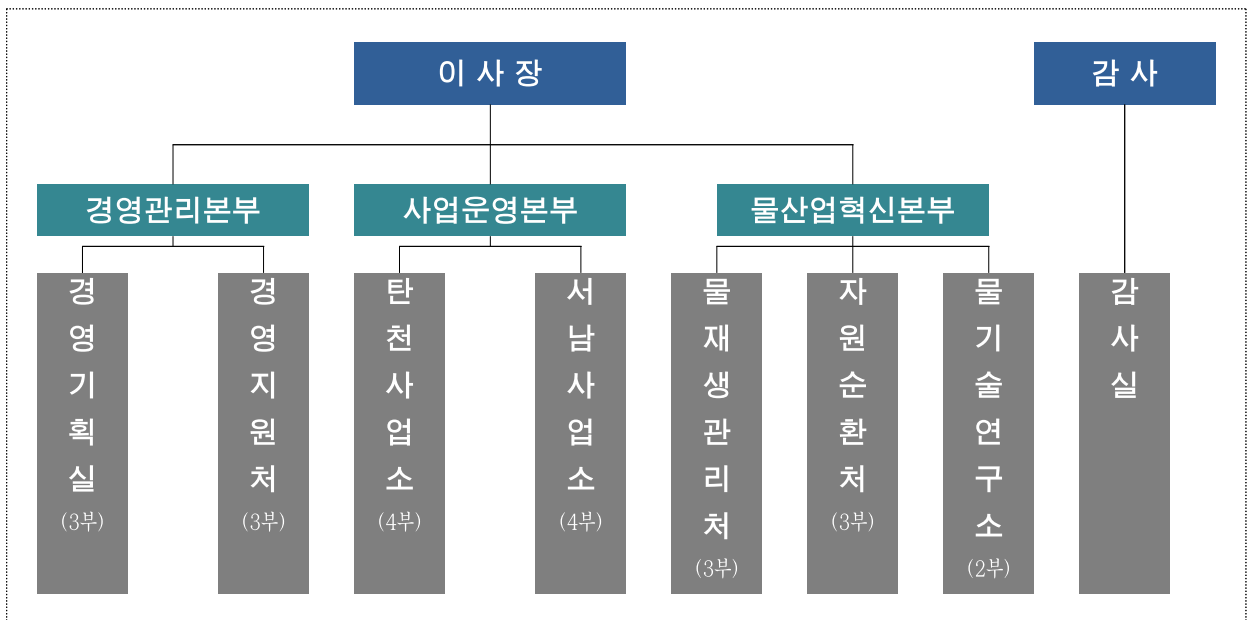 이 사 장
감 사
경영관리본부
사업운영본부
물산업혁신본부
경영기획실
(3부)
경영지원처
(3부)
탄천사업소
(4부)
서남사업소
(4부)
물재생관리처
(3부)
자원순환처
(3부)
물기술연구소
(2부)
감사실